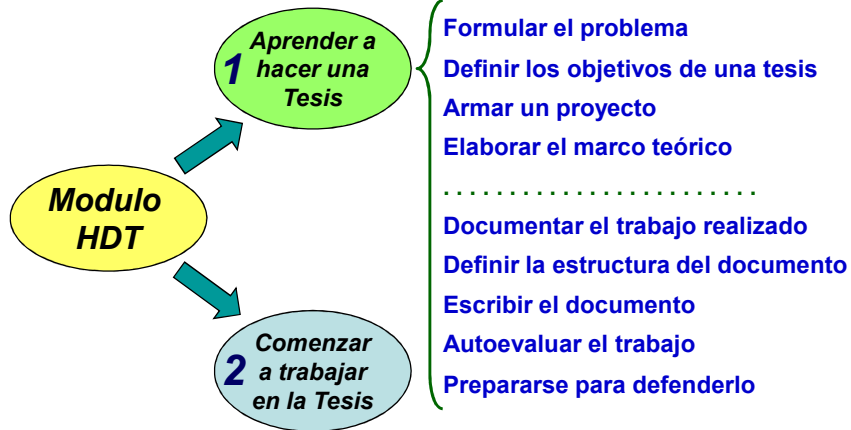 Modulo
HDT
1
Aprender a
hacer una
Tesis
Formular el problema
Definir los objetivos de una tesis
Armar un proyecto
Elaborar el marco teórico
. . . . . . . . . . . . . . . . . . . . . . . .
Documentar el trabajo realizado
Definir la estructura del documento
Escribir el documento
Autoevaluar el trabajo
Prepararse para defenderlo
2
Comenzar
a trabajar
en la Tesis